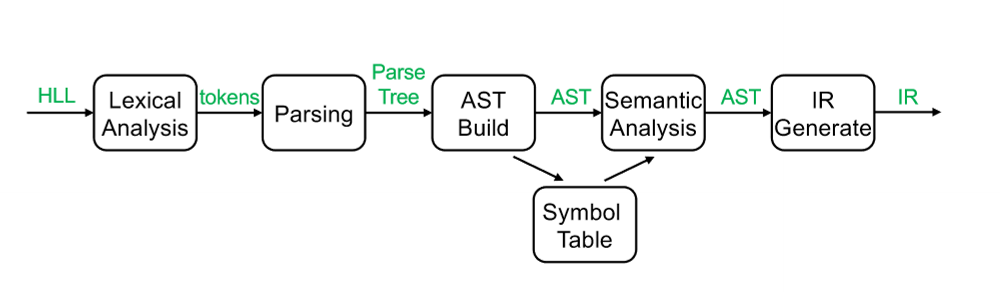 HLL
Lexical
Analysis
tokens
Parsing
Parse
Tree
AST
Build
AST
Semantic
Analysis
AST
IR
Generate
IR
Symbol
Table